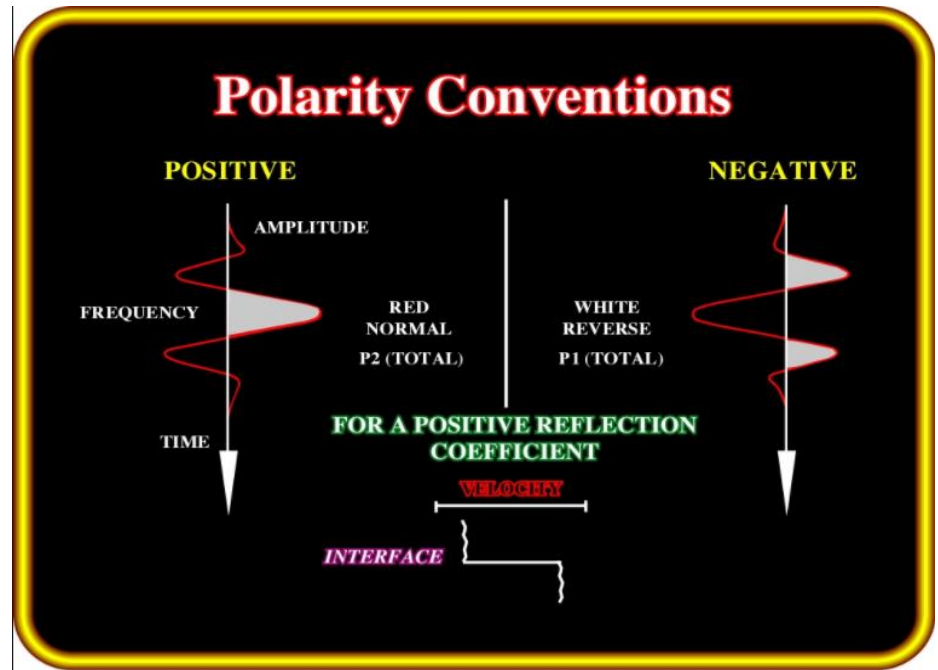 Polarity Conventions
POSITIVE
NEGATIVE
AMPLITUDE
FREQUENCY
RED
NORMAL
P2 (TOTAL)
WHITE
REVERSE
P1 (TOTAL)
TIME
FOR A POSITIVE REFLECTION
COEFFICIENT
VELOCITY
INTERFACE